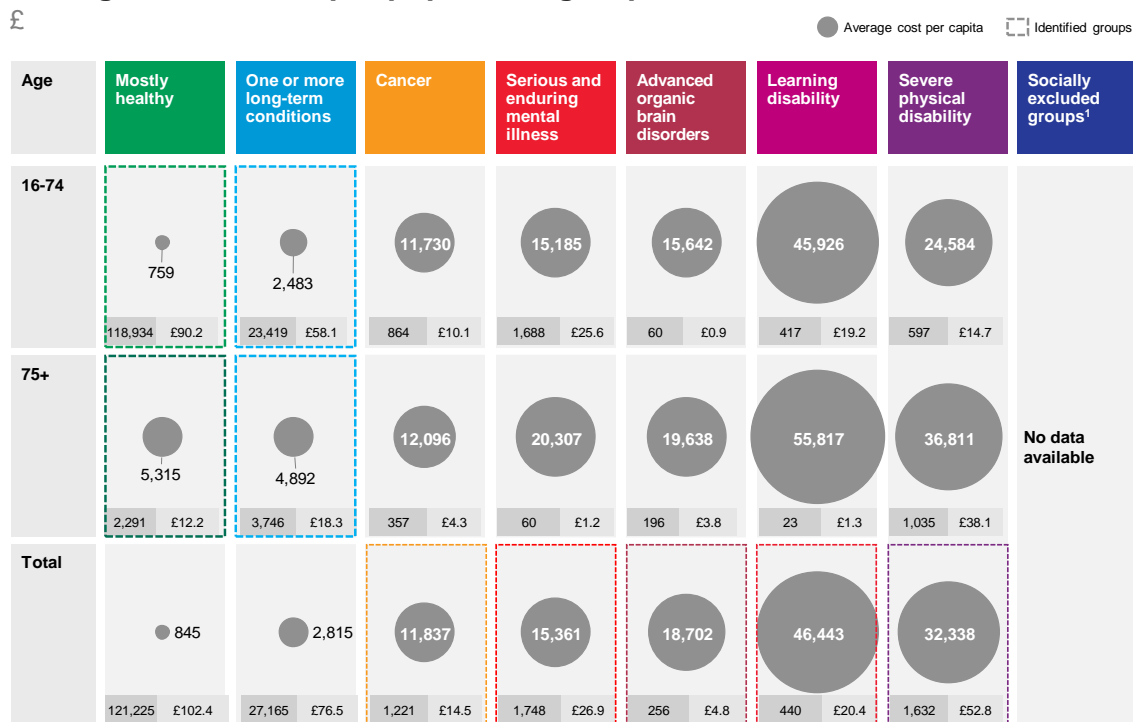 £
Average cost per capita
Identified groups
Age
Mostly
healthy
One or more
long-term
conditions
Cancer
Serious and
enduring
mental
illness
Advanced
organic
brain
disorders
Learning
disability
Severe
physical
disability
Socially
excluded
groups1
16-74
759
2,483
11,730
15,185
15,642
45,926
24,584
118,934 £90.2
23,419 £58.1
864 £10.1
1,688 £25.6
60 £0.9
417 £19.2
597 £14.7
75+
5,315
4,892
12,096
20,307
19,638
55,817
36,811
No data
available
2,291 £12.2
3,746 £18.3
357 £4.3
60 £1.2
196 £3.8
23 £1.3
1,035 £38.1
Total
845
2,815
11,837
15,361
18,702
46,443
32,338
121,225 £102.4
27,165 £76.5
1,221 £14.5
1,748 £26.9
256 £4.8
440 £20.4
1,632 £52.8